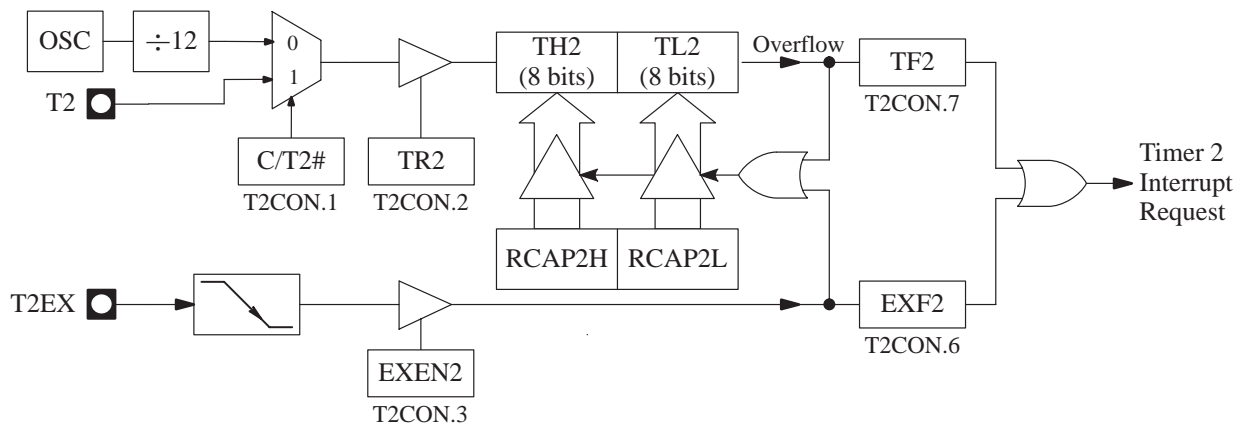 OSC
÷12
0
1
T2
C/T2#
T2CON.1
TR2
T2CON.2
TH2
(8 bits)
TL2
(8 bits)
Overflow
TF2
T2CON.7
RCAP2H
RCAP2L
Timer 2
Interrupt
Request
T2EX
EXEN2
T2CON.3
EXF2
T2CON.6